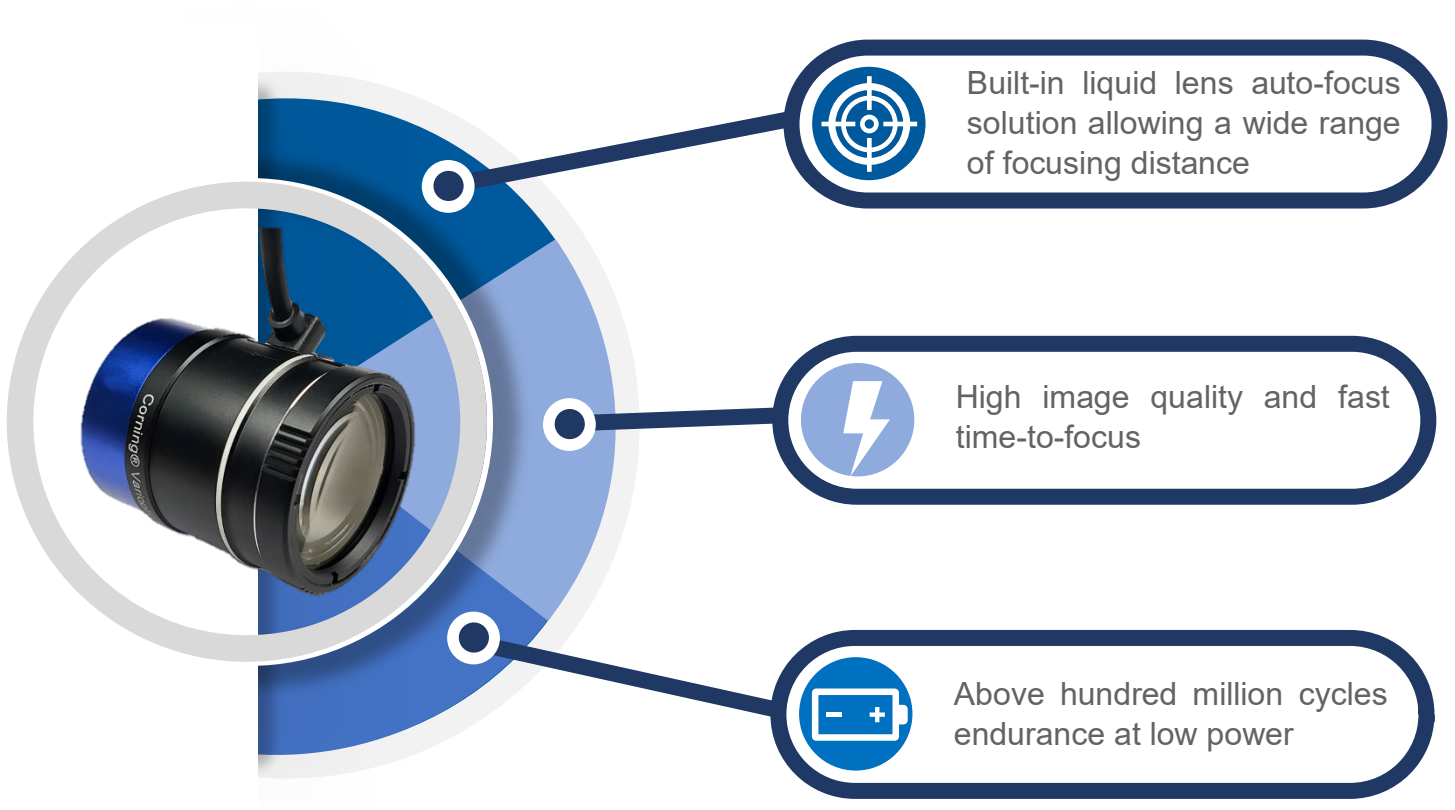 Built-in liquid lens auto-focus
solution allowing a wide range
of focusing distance
Corning® Vario
High image quality and fast
time-to-focus
Above hundred million cycles
endurance at low power